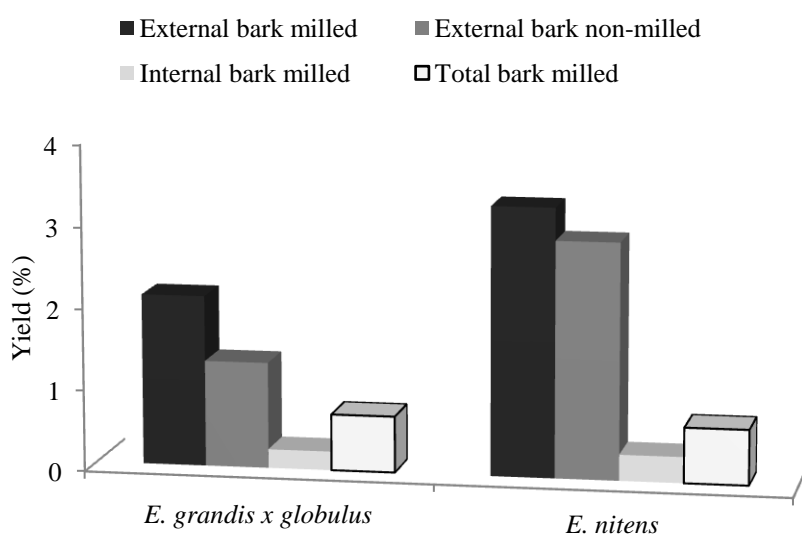 External bark milled External bark non-milled
Internal bark milled Total bark milled
4
3
2
1
0
Yield (%)
E. grandis x globulus
E. nitens